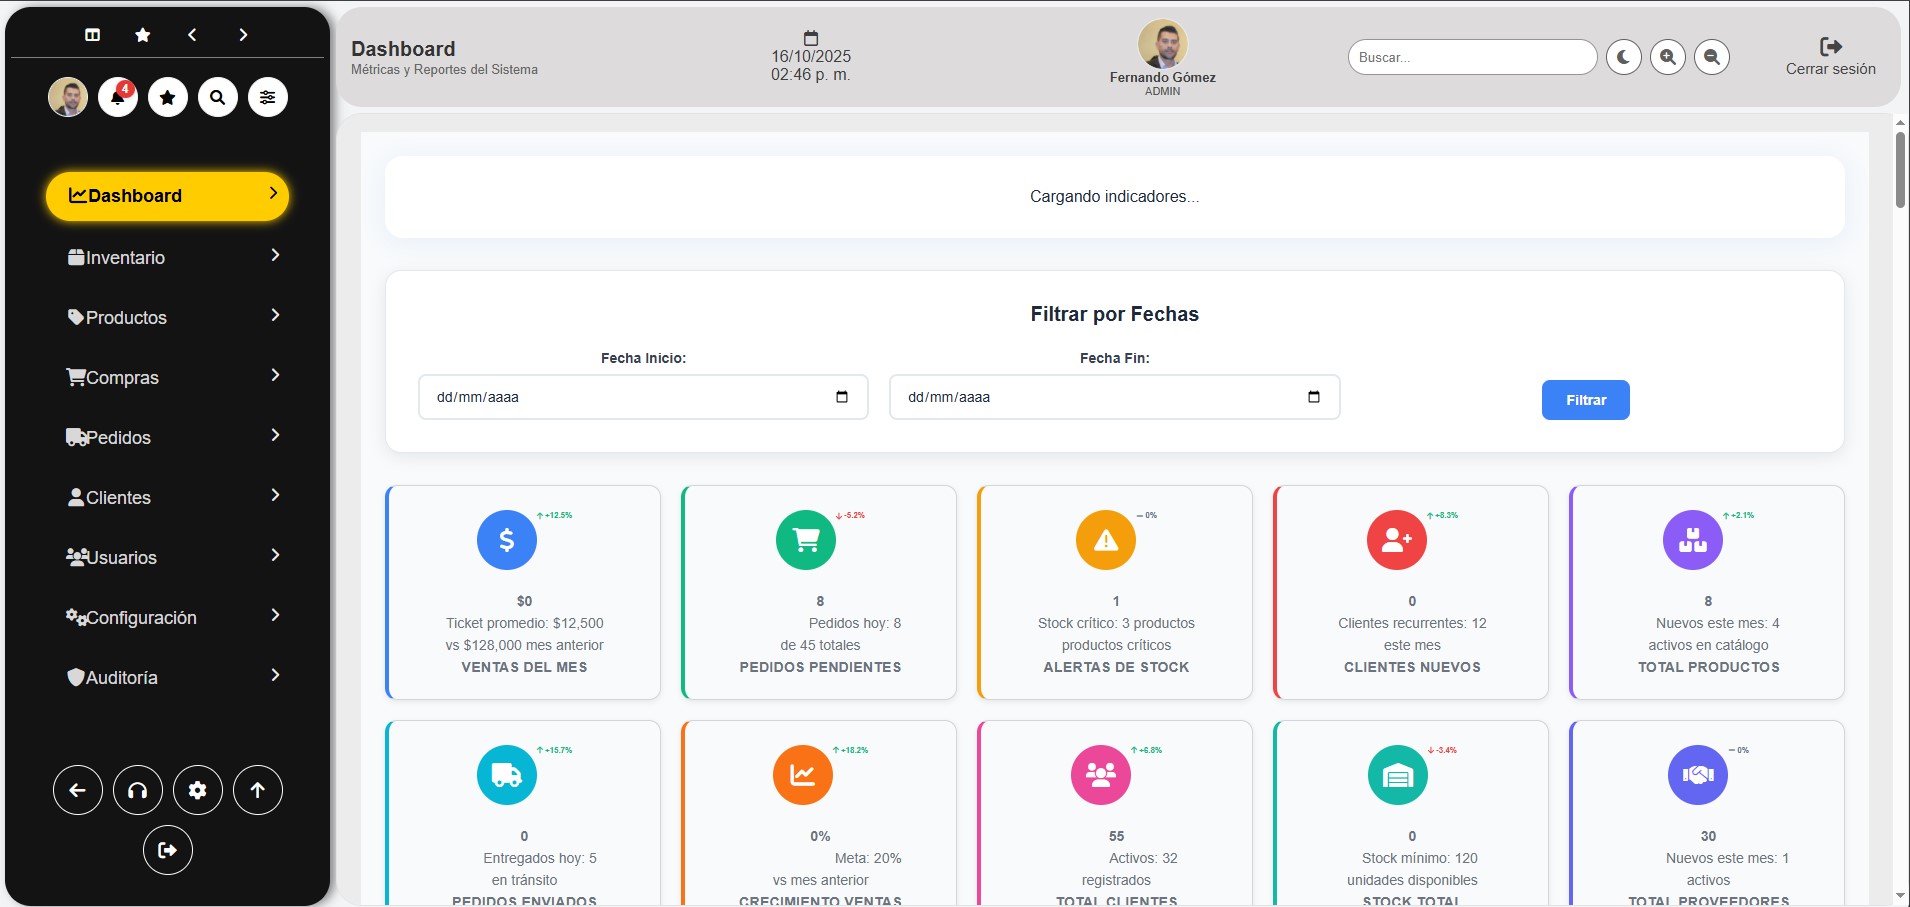 4
Dashboard
Inventario
Productos
Compras
Pedidos
Clientes
Usuarios
Configuración
Auditoría
Dashboard
Métricas y Reportes del Sistema
16/10/2025
02:46 p. m.
Fernando Gómez
ADMIN
Buscar...
Cerrar sesión
Cargando indicadores...
Filtrar por Fechas
Fecha Inicio:
dd/mm/aaaa
Fecha Fin:
dd/mm/aaaa
Filtrar
+12.5%
$0
Ticket promedio: $12,500
vs $128,000 mes anterior
VENTAS DEL MES
-5.2%
8
Pedidos hoy: 8
de 45 totales
PEDIDOS PENDIENTES
0%
1
Stock crítico: 3 productos
productos críticos
ALERTAS DE STOCK
+8.3%
0
Clientes recurrentes: 12
este mes
CLIENTES NUEVOS
+2.1%
8
Nuevos este mes: 4
activos en catálogo
TOTAL PRODUCTOS
+15.7%
0
Entregados hoy: 5
en tránsito
PEDIDOS ENVIADOS
+18.2%
0%
Meta: 20%
vs mes anterior
CRECIMIENTO VENTAS
+6.8%
55
Activos: 32
registrados
TOTAL CLIENTES
-3.4%
0
Stock mínimo: 120
unidades disponibles
STOCK TOTAL
0%
30
Nuevos este mes: 1
activos
TOTAL PROVEEDORES